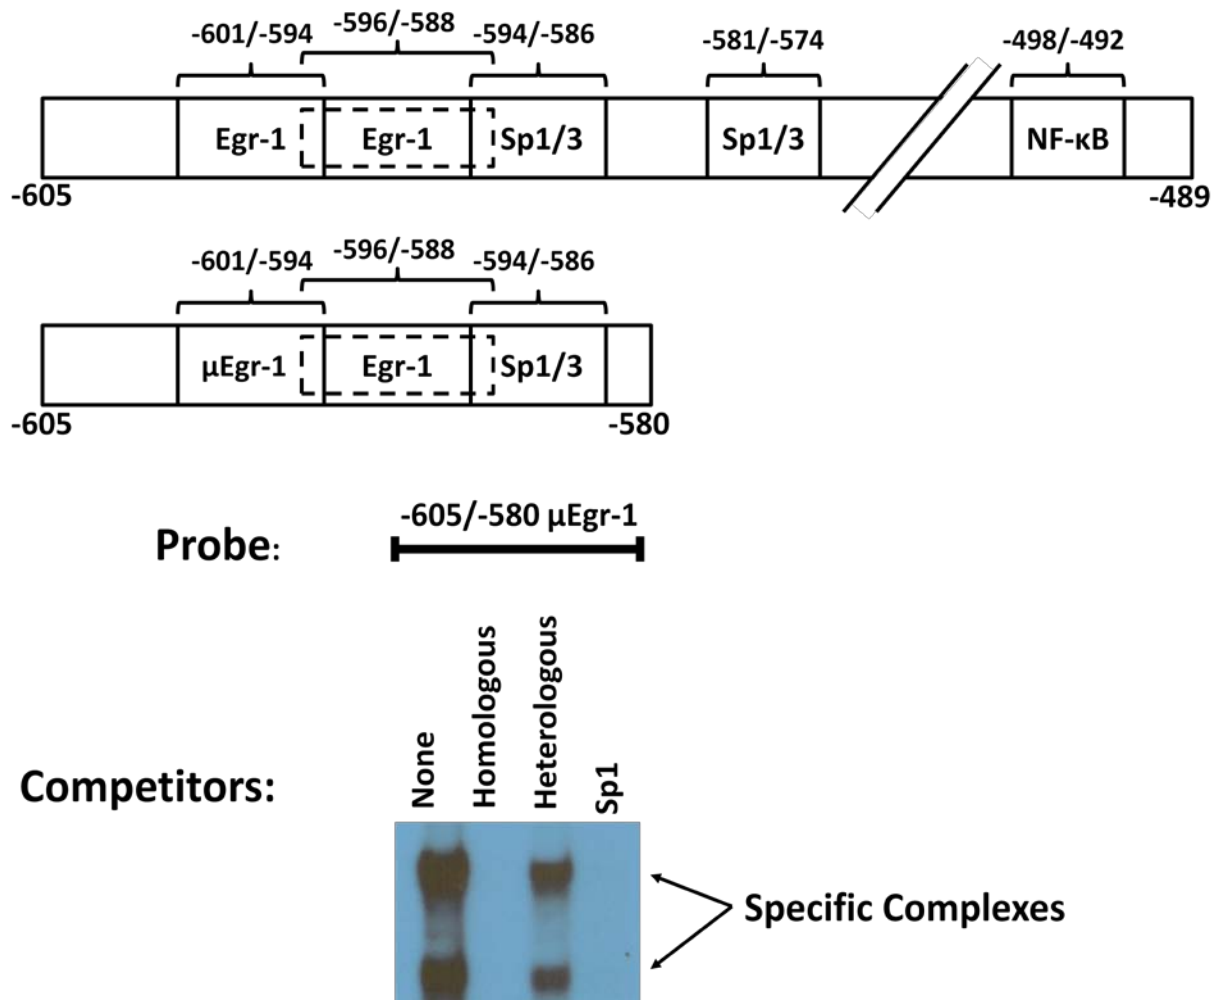 -601/-594 -596/-588 -594/-586 -581/-574 -498/-492
Egr-1 Egr-1 Sp1/3 Sp1/3 NF-κB
-605 -489
-601/-594 -596/-588 -594/-586
μEgr-1 Egr-1 Sp1/3
-605 -580
-605/-580 μEgr-1
Probe:
Competitors: None Homologous Heterologous Sp1
Specific Complexes